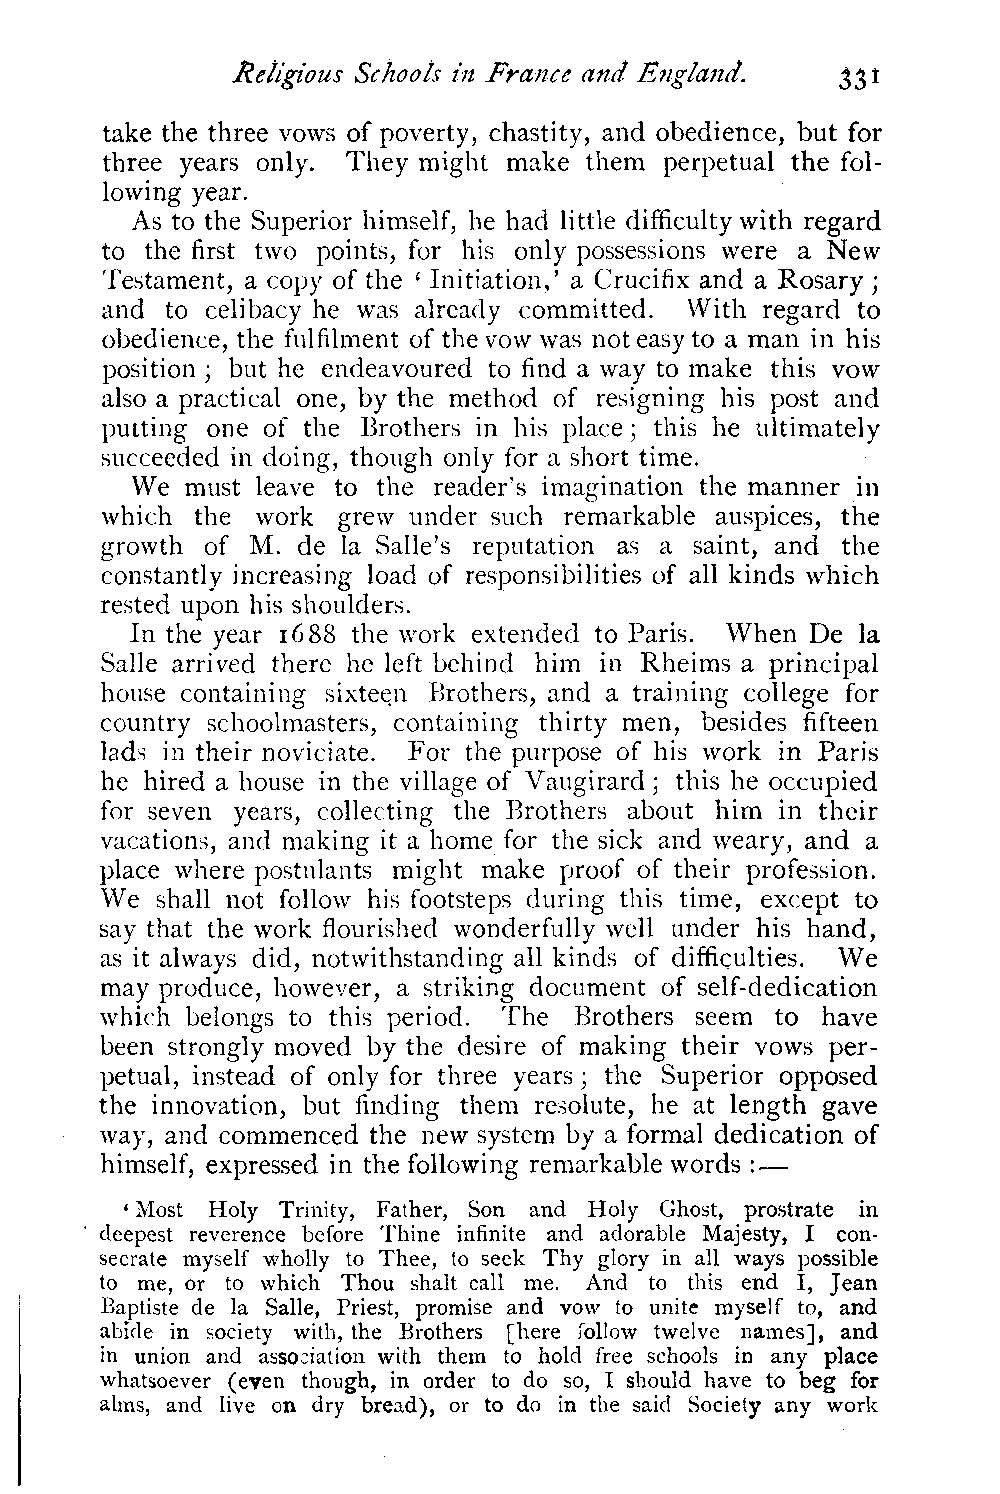 Religious Schools in France and England. 331
take the three vows of poverty, chastity, and obedience, but for
three years only. They might make them perpetual the fol-
lowing year.
As to the Superior himself, he had little difficulty with regard
to the first two points, for his only possessions were a New
Testament, a copy of the ‘ Initiation,’ a Crucifix and a Rosary ;
and to celibacy he was already committed. With regard to
obedience, the fulfilment of the vow was not easy to a man in his
position ; but he endeavoured to find a way to make this vow
also a practical one, by the method of resigning his post and
putting one of the Brothers in his place ; this he ultimately
succeeded in doing, though only for a short time.
We must leave to the reader's imagination the manner in
which the work grew under such remarkable auspices, the
growth of M. de la Salle's reputation as a saint, and the
constantly increasing load of responsibilities of all kinds which
rested upon his shoulders.
In the year 1688 the work extended to Paris. When De la
Salle arrived there he left behind him in Rheims a principal
house containing sixteen Brothers, and a training college for
country schoolmasters, containing thirty men, besides fifteen
lads in their noviciate. For the purpose of his work in Paris
he hired a house in the village of Vaugirard ; this he occupied
for seven years, collecting the Brothers about him in their
vacations, and making it a home for the sick and weary, and a
place where postulants might make proof of their profession.
We shall not follow his footsteps during this time, except to
say that the work flourished wonderfully well under his hand,
as it always did, notwithstanding all kinds of difficulties. We
may produce, however, a striking document of self-dedication
which belongs to this period. The Brothers seem to have
been strongly moved by the desire of making their vows per-
petual, instead of only for three years ; the Superior opposed
the innovation, but finding them resolute, he at length gave
way, and commenced the new system by a formal dedication of
himself, expressed in the following remarkable words :—
‘ Most Holy Trinity, Father, Son and Holy Ghost, prostrate in
deepest reverence before Thine infinite and adorable Majesty, I con-
secrate myself wholly to Thee, to seek Thy glory in all ways possible
to me, or to which Thou shalt call me. And to this end I, Jean
Baptiste de la Salle, Priest, promise and vow to unite myself to, and
abide in society with, the Brothers [here follow twelve names], and
in union and association with them to hold free schools in any place
whatsoever (even though, in order to do so, I should have to beg for
alms, and live on dry bread), or to do in the said Society any work